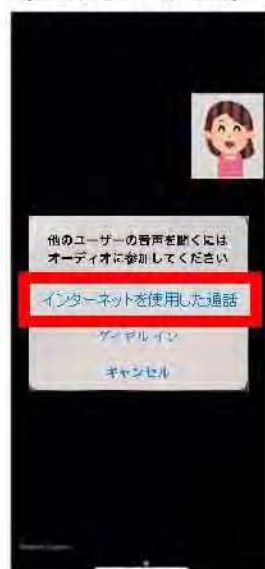 他のユーザーの音声を聞くには
オーディオに参加してください
インターネットを使用した通話
ダイヤルイン
キャンセル